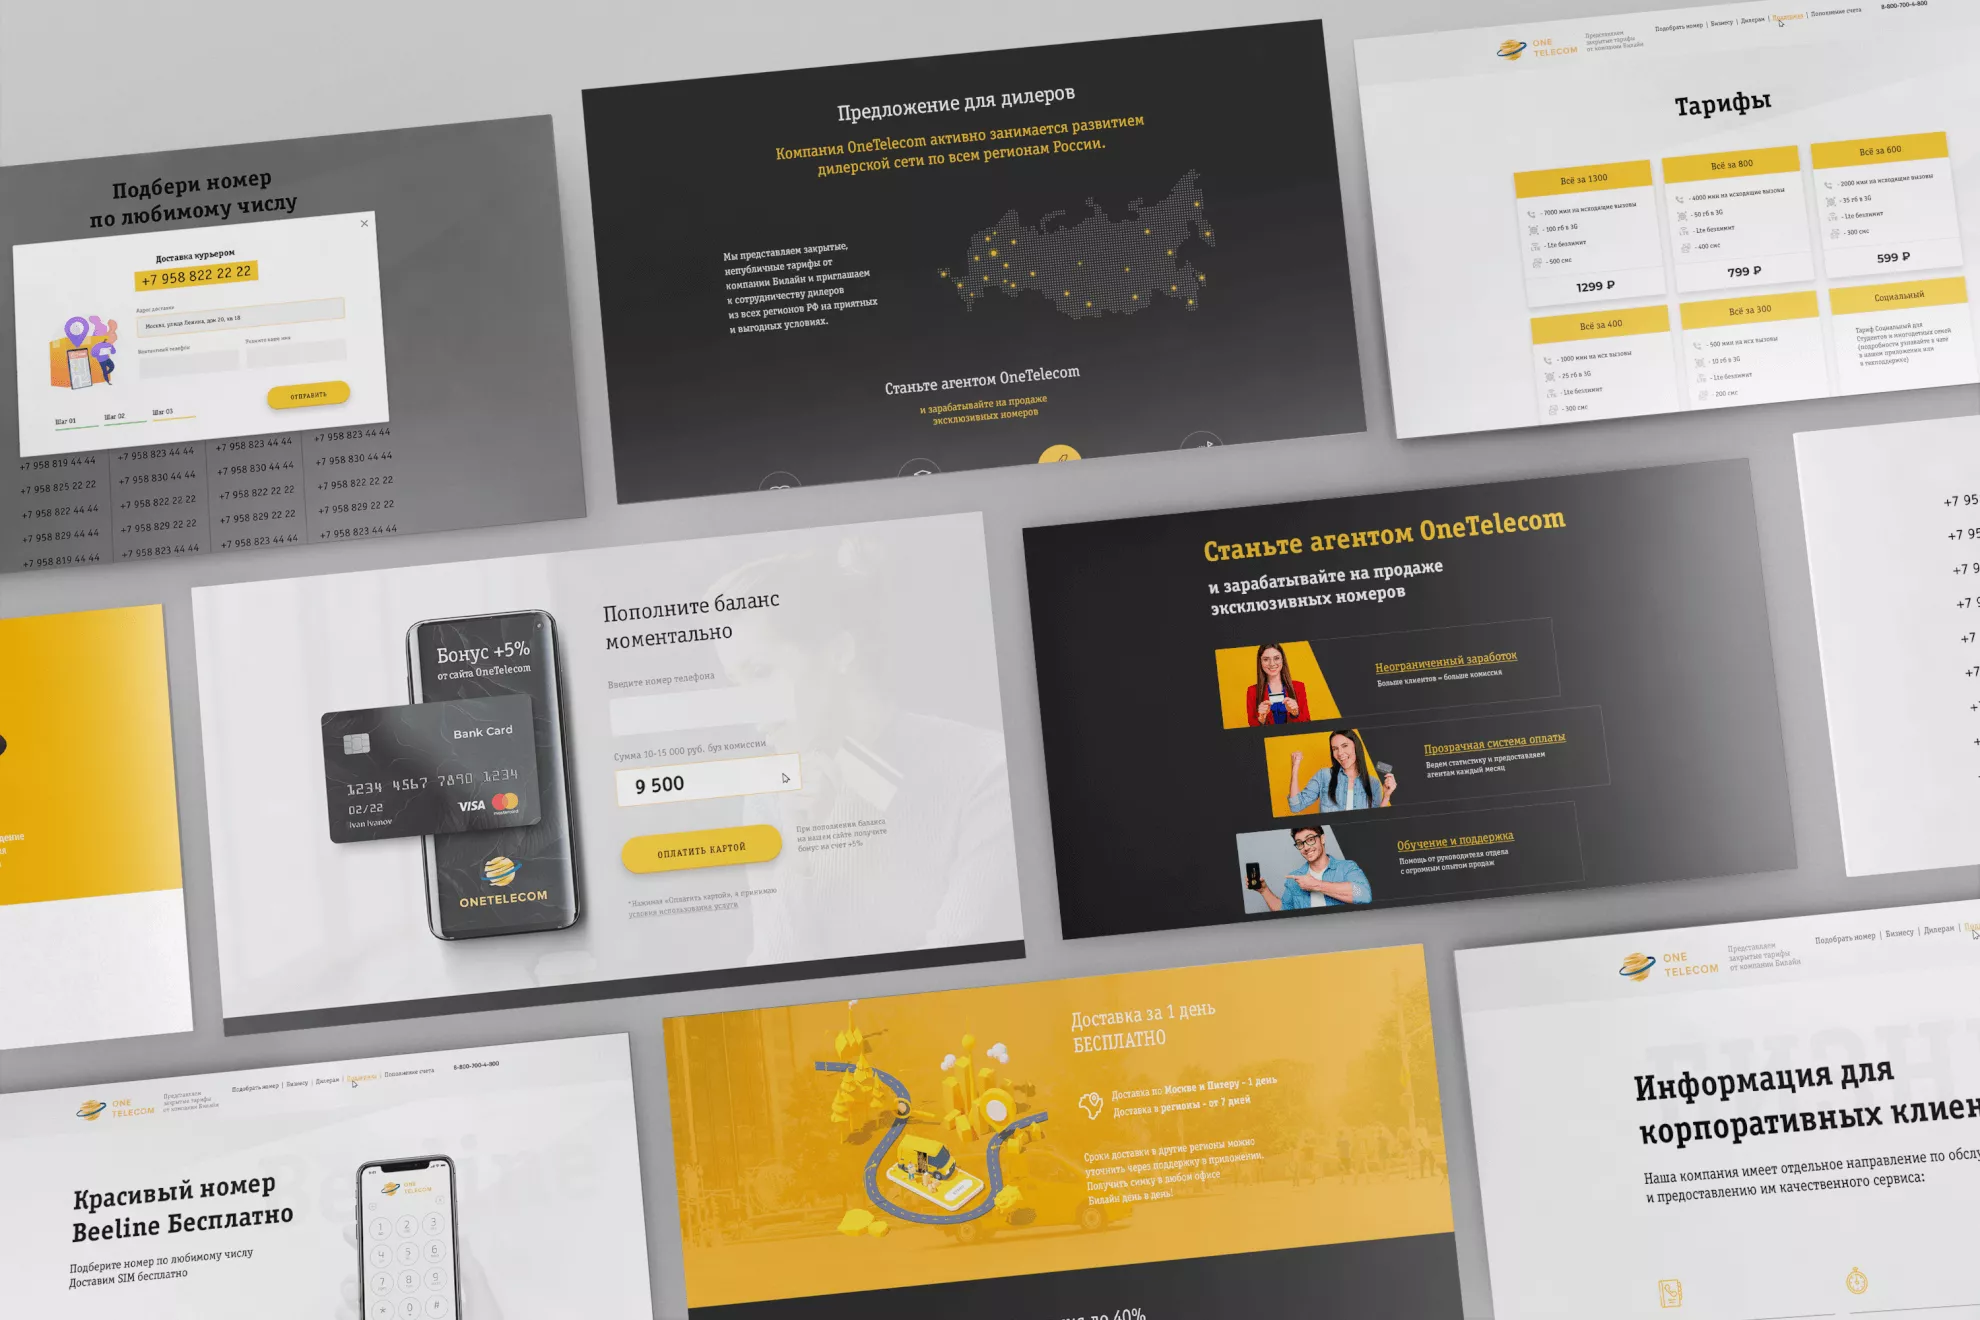 Подбери номер
по любимому числу
Доставка курьером
+7 958 822 22 22
Адрес доставки
Москва, улица Ленина, дом 20, кв 18
Контактный телефон
Укажите ваше имя
ОТПРАВИТЬ
Шаг 01
Шаг 02
Шаг 03
+7 958 819 44 44
+7 958 823 44 44
+7 958 823 44 44
+7 958 823 44 44
+7 958 825 22 22
+7 958 830 44 44
+7 958 830 44 44
+7 958 830 44 44
+7 958 822 44 44
+7 958 822 22 22
+7 958 822 22 22
+7 958 822 22 22
+7 958 829 44 44
+7 958 829 22 22
+7 958 829 22 22
+7 958 829 22 22
+7 958 819 44 44
+7 958 823 44 44
+7 958 823 44 44
+7 958 823 44 44
Предложение для дилеров
Компания OneTelecom активно занимается развитием
дилерской сети по всем регионам России.
Мы представляем закрытые,
непубличные тарифы от
компании Билайн и приглашаем
к сотрудничеству дилеров
из всех регионов РФ на приятных
и выгодных условиях.
Станьте агентом OneTelecom
и зарабатывайте на продаже
эксклюзивных номеров
ONE
TELECOM
Представляем
закрытые тарифы
от компании Билайн
Подобрать номер | Бизнесу | Дилерам |
| Пополнение счета
8-800-700-4-800
Тарифы
Всё за 1300
- 7000 мин на исходящие вызовы
- 100 гб в 3G
- Lte безлимит
- 500 смс
1299 ₽
Всё за 800
- 4000 мин на исходящие вызовы
- 50 гб в 3G
- Lte безлимит
- 400 смс
799 ₽
Всё за 600
- 2000 мин на исходящие вызовы
- 35 гб в 3G
- Lte безлимит
- 300 смс
599 ₽
Всё за 400
- 1000 мин на исх вызовы
- 25 гб в 3G
- Lte безлимит
- 300 смс
Всё за 300
- 500 мин на исх вызовы
- 10 гб в 3G
- Lte безлимит
- 200 смс
Социальный
Тариф Социальный для
Студентов и многодетных семей
(подробности узнавайте в чате
в нашем приложении или
в техподдержке)
Бонус +5%
от сайта OneTelecom
Bank Card
1234 4567 7890 1234
02/22
Ivan Ivanov
VISA
mastercard
ONETELECOM
Пополните баланс
моментально
Введите номер телефона
Сумма 10-15 000 руб. буз комиссии
9 500
ОПЛАТИТЬ КАРТОЙ
При пополнении баланса
на нашем сайте получите
бонус на счет +5%
*Нажимая «Оплатить картой», я принимаю
условия использования услуги
Станьте агентом OneTelecom
и зарабатывайте на продаже
эксклюзивных номеров
Неограниченный заработок
Больше клиентов = больше комиссия
Прозрачная система оплаты
Ведем статистику и предоставляем
агентам каждый месяц
Обучение и поддержка
Помощь от руководителя отдела
с огромным опытом продаж
+7 95
+7 95
+7 9
+7 9
+7
+7
ONE
TELECOM
Представляем
закрытые тарифы
от компании Билайн
Подобрать номер | Бизнесу | Дилерам |
| Пополнение счета
8-800-700-4-800
Красивый номер
Beeline Бесплатно
Подберите номер по любимому числу
Доставим SIM бесплатно
ONE
TELECOM
1 2 3
4 5 6
7 8 9
* 0 #
Доставка за 1 день
БЕСПЛАТНО
Доставка по Москве и Питеру - 1 день
Доставка в регионы - от 7 дней
Сроки доставки в другие регионы можно
уточнить через поддержку в приложении.
Получить симку в любом офисе
Билайн день в день!
до 40%
ONE
TELECOM
Представляем
закрытые тарифы
от компании Билайн
Подобрать номер | Бизнесу | Дилерам |
Информация для
корпоративных клиен
Наша компания имеет отдельное направление по обслу
и предоставлению им качественного сервиса: